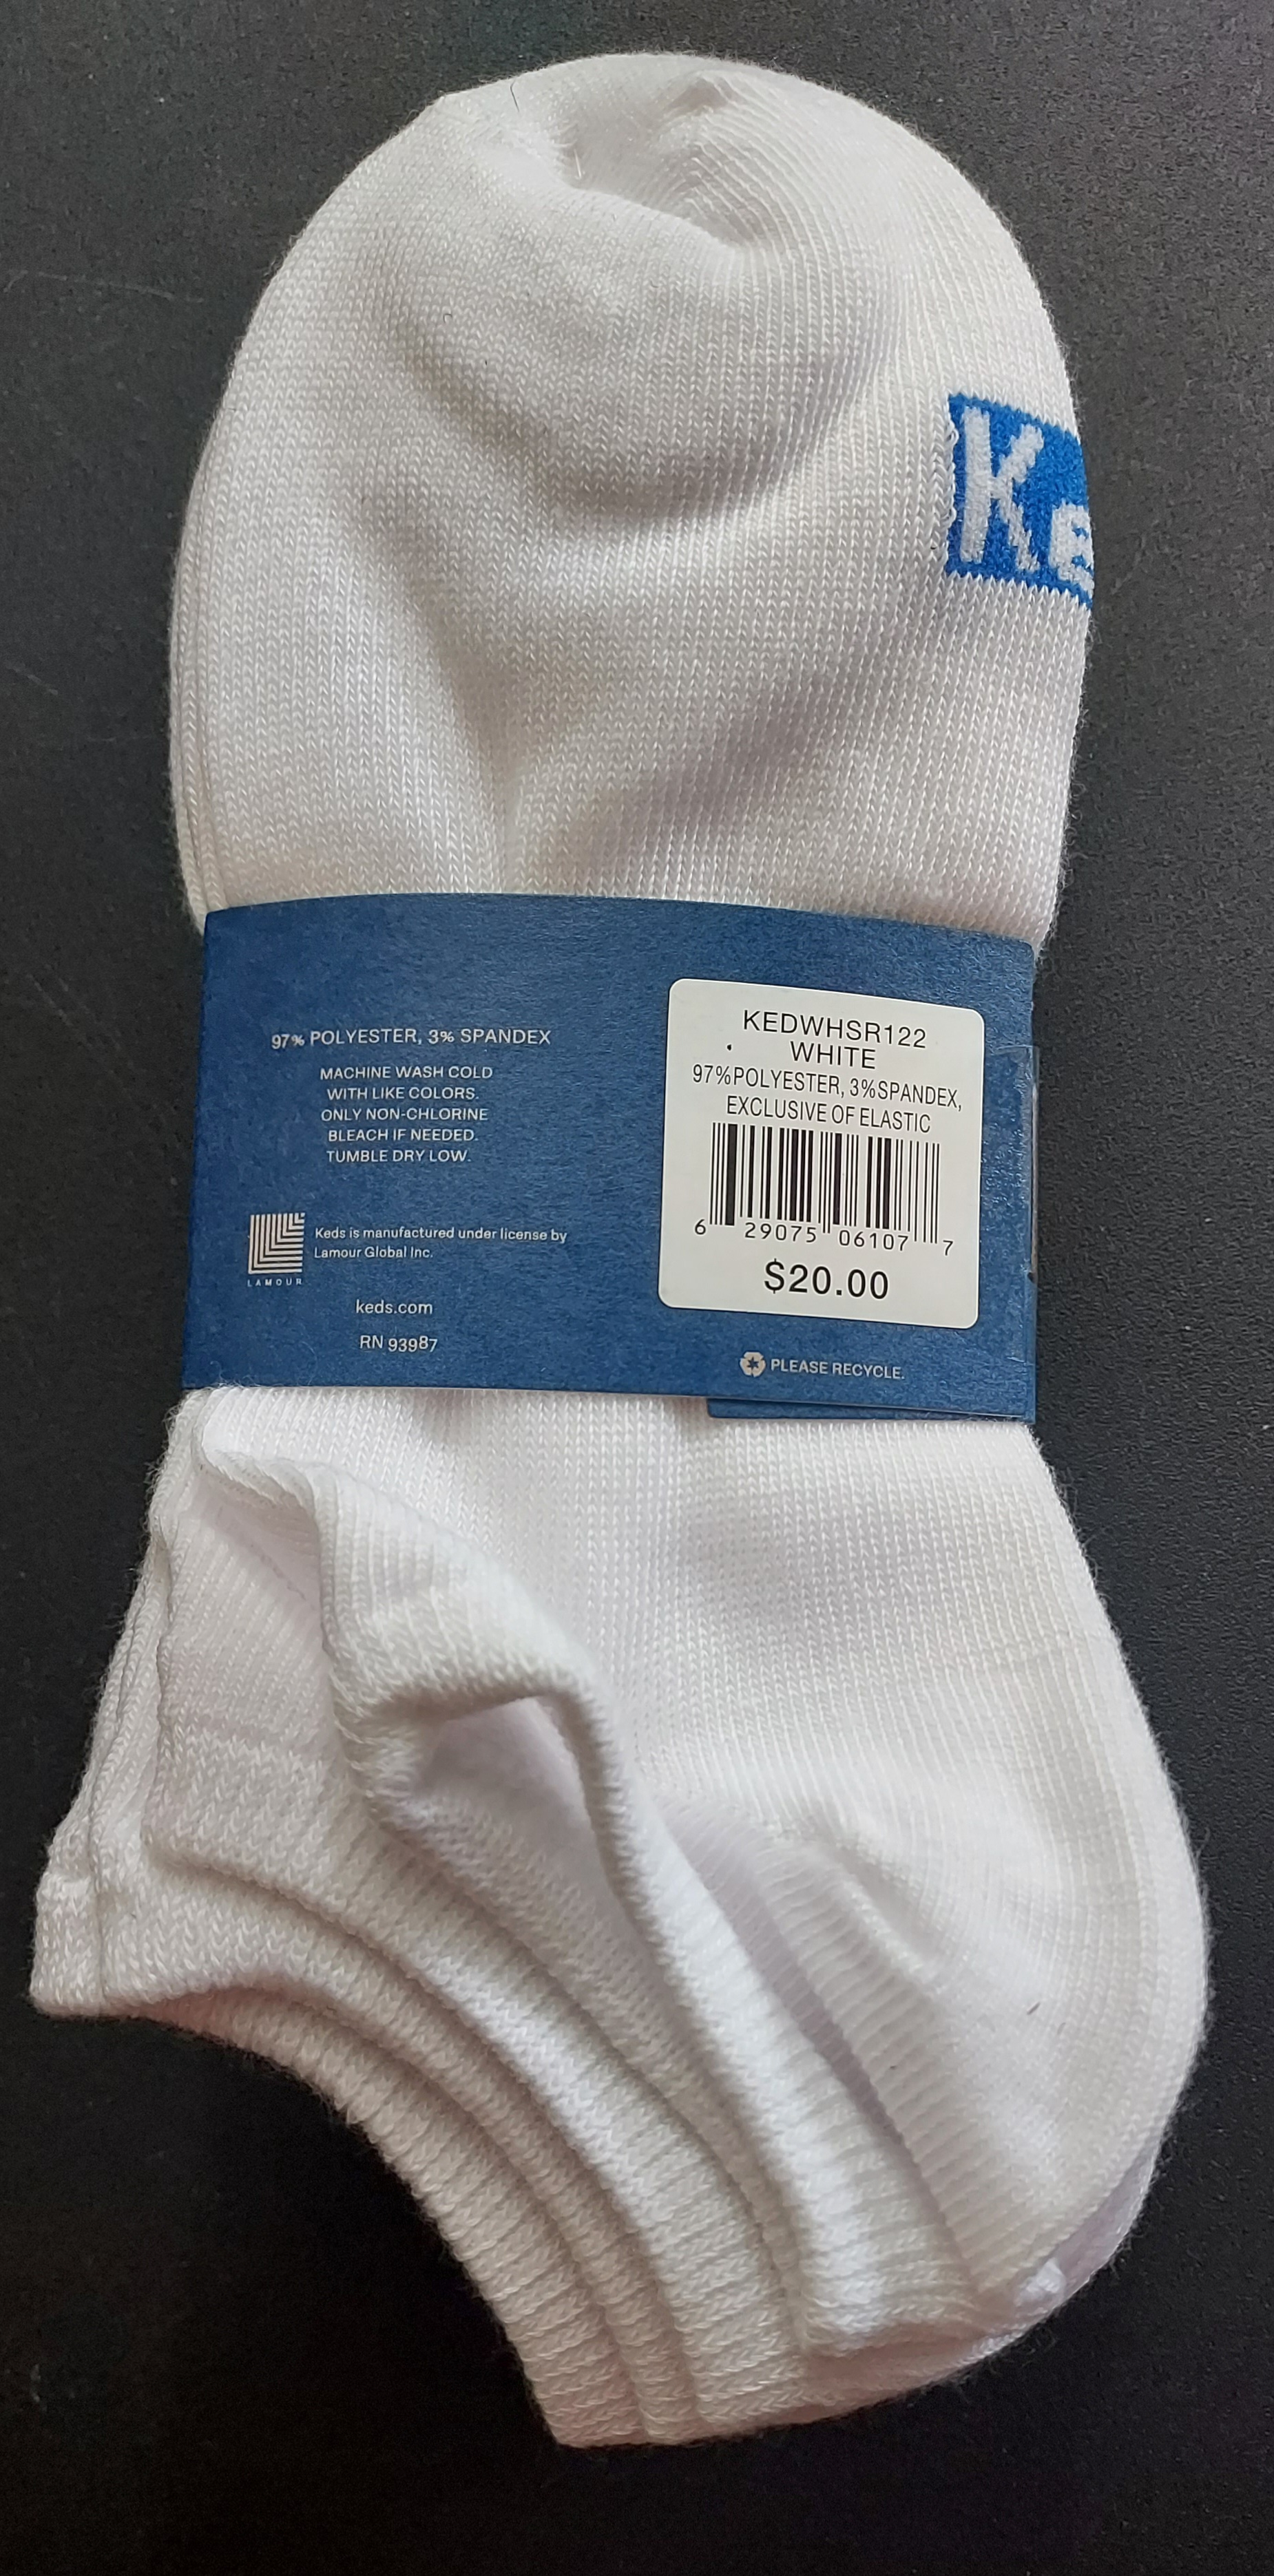 Ke
97% POLYESTER, 3% SPANDEX
MACHINE WASH COLD
WITH LIKE COLORS.
ONLY NON-CHLORINE
BLEACH IF NEEDED.
TUMBLE DRY LOW.
LAMOUR
Keds is manufactured under license by
Lamour Global Inc.
keds.com
RN 93987
KEDWHSR122
WHITE
97%POLYESTER, 3%SPANDEX,
EXCLUSIVE OF ELASTIC
6 29075 06107 7
$20.00
PLEASE RECYCLE.